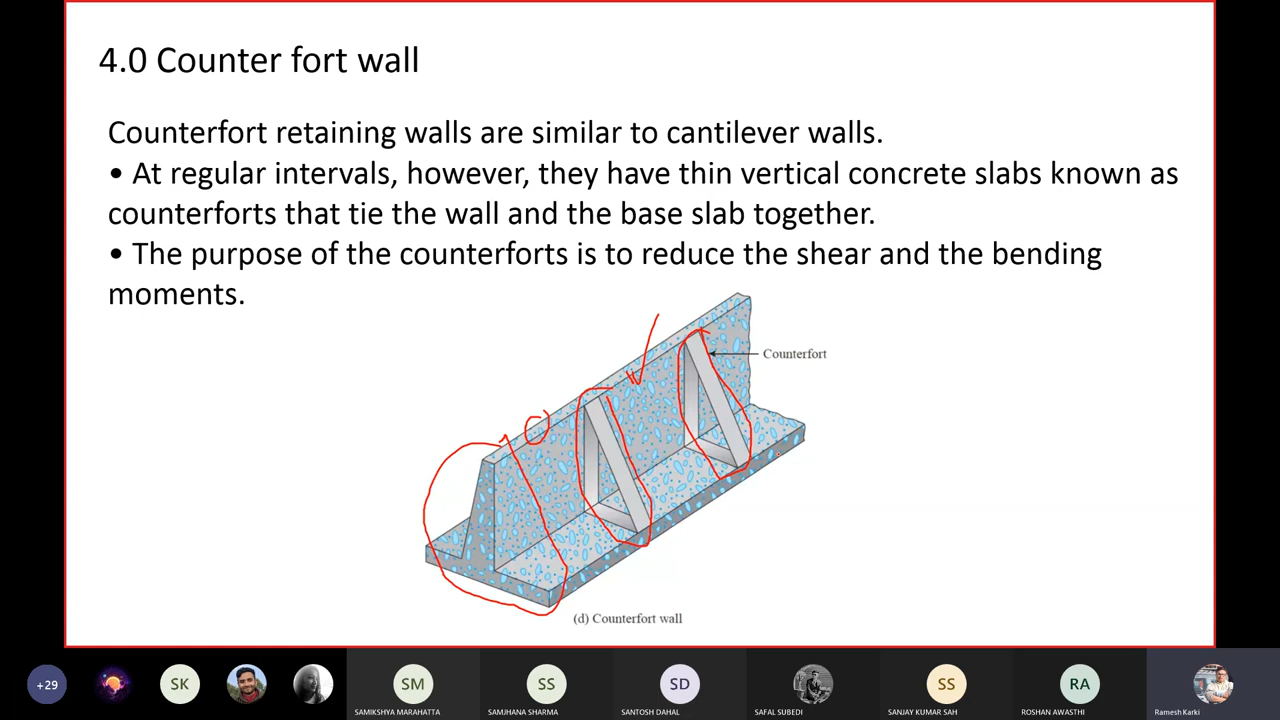 4.0 Counter fort wall
Counterfort retaining walls are similar to cantilever walls.
• At regular intervals, however, they have thin vertical concrete slabs known as
counterforts that tie the wall and the base slab together.
• The purpose of the counterforts is to reduce the shear and the bending
moments.
Counterfort
(d) Counterfort wall
+29
SK
SM
SS
SD
SS
RA
SAMIKSHYA MARAHATTA
SAMJHANA SHARMA
SANTOSH DAHAL
SAFAL SUBEDI
SANJAY KUMAR SAH
ROSHAN AWASTHI
Ramesh Karki